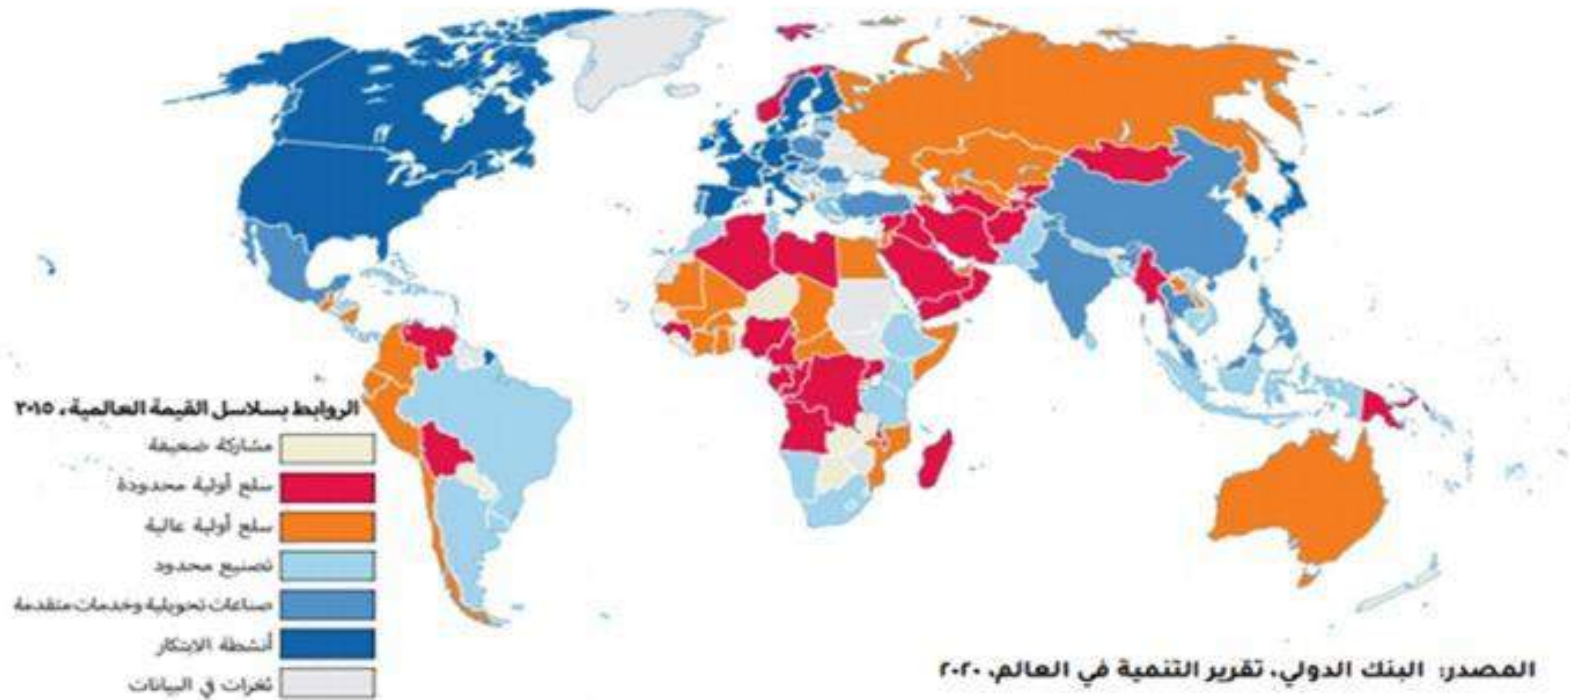 الروابط بسلاسل القيمة العالمية، ٢٠١٥
مشاركة ضعيفة
سلع أولية محدودة
سلع أولية عالية
تصنيع محدود
صناعات تحويلية وخدمات متقدمة
أنشطة الابتكار
ثغرات في البيانات
المصدر: البنك الدولي. تقرير التنمية في العالم، ٢٠٢٠